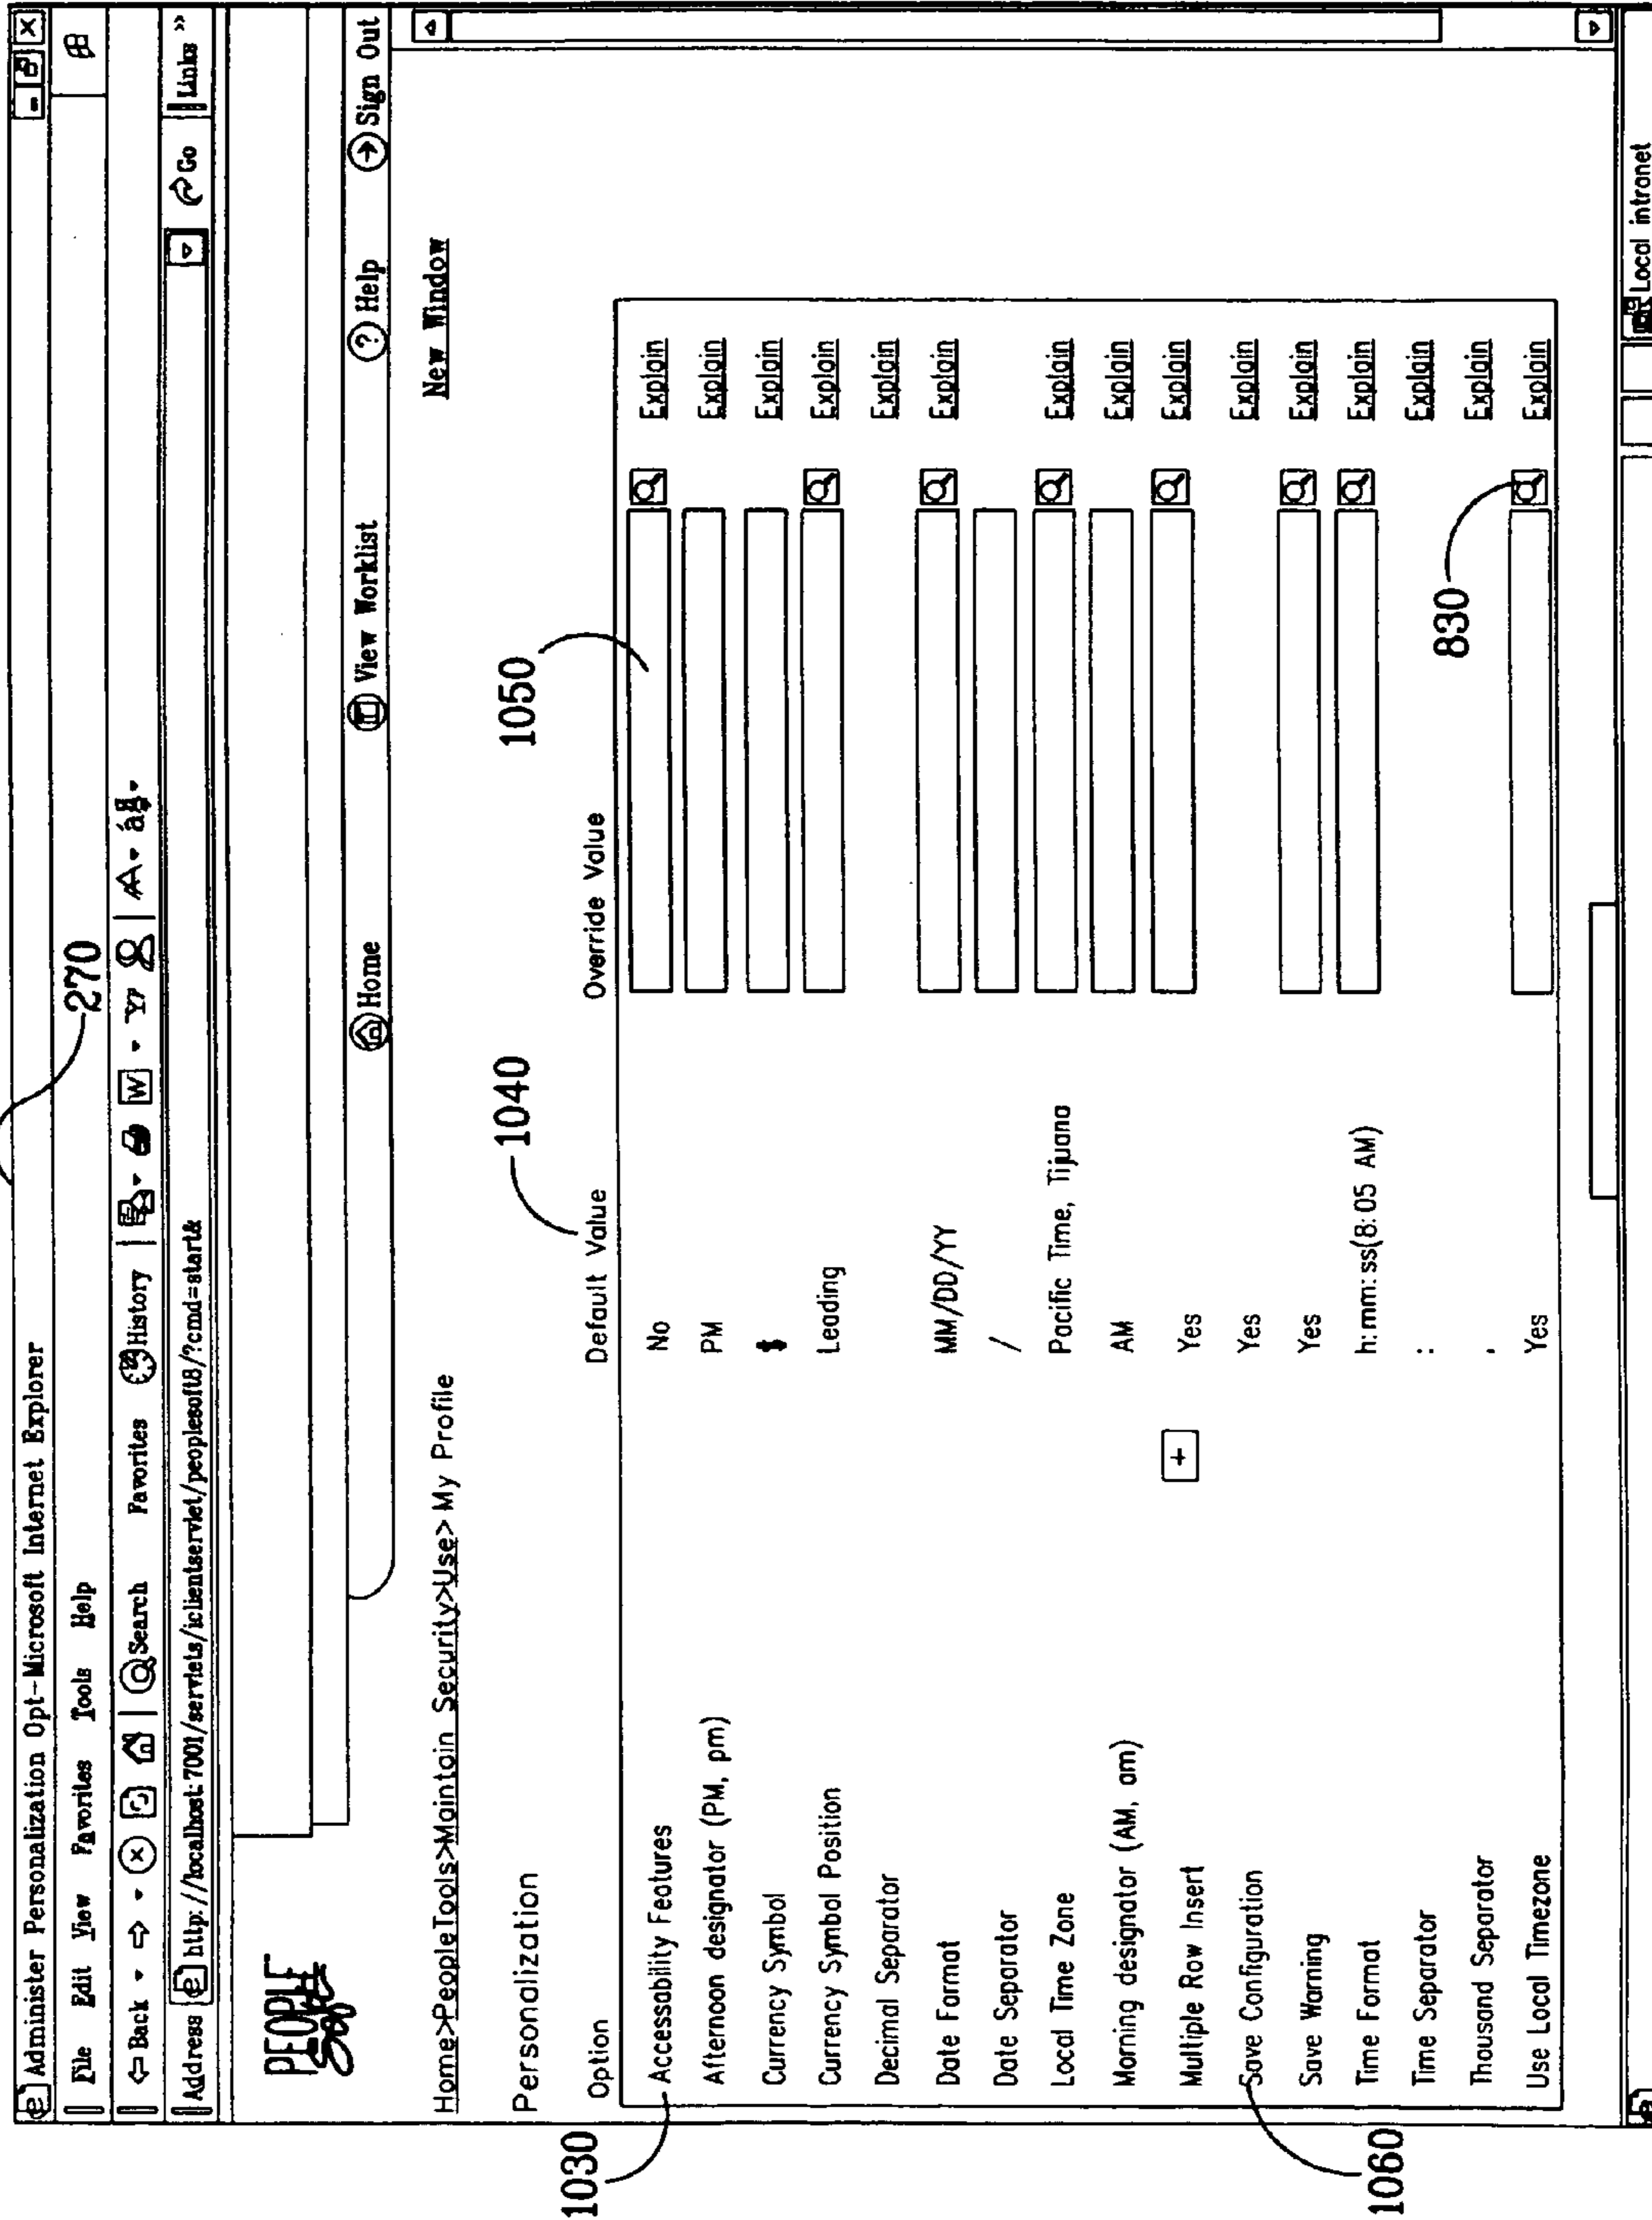 Administer Personalization Opt-Microsoft Internet Explorer
File Edit View Favorites Tools Help
270
Back Search Favorites History W A á
Address http://localhost:7001/servlets/iclientservlet/peoplesoft8/?cmd=start& Go Links »
PEOPLE
Soft
Home View Worklist ? Help Sign Out
Home>PeopleTools>Maintain Security>Use> My Profile New Window
Personalization 1040 1050
Option Default Value Override Value
1030
Accessability Features No Explain
Afternoon designator (PM, pm) PM Explain
Currency Symbol $ Explain
Currency Symbol Position Leading Explain
Decimal Separator Explain
Date Format MM/DD/YY Explain
Date Separator /
Local Time Zone Pacific Time, Tijuana Explain
Morning designator (AM, am) AM Explain
Multiple Row Insert + Yes Explain
Save Configuration Yes Explain
Save Warning Yes Explain
1060
Time Format h:mm:ss(8:05 AM) Explain
Time Separator : Explain
830
Thousand Separator , Explain
Use Local Timezone Yes Explain
Local intranet